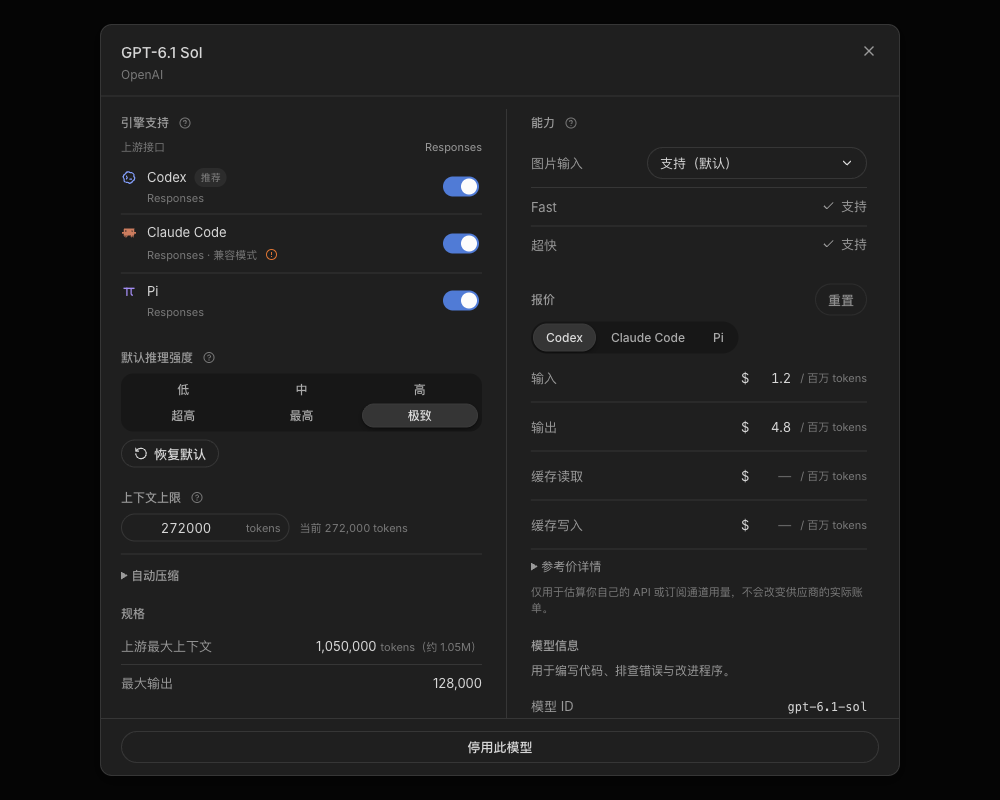 GPT-6.1 Sol
OpenAI
引擎支持
上游接口 Responses
Codex 推荐
Responses
Claude Code
Responses · 兼容模式
Pi
Responses
默认推理强度
低 中 高
超高 最高 极致
恢复默认
上下文上限
272000 tokens 当前 272,000 tokens
自动压缩
规格
上游最大上下文 1,050,000 tokens（约 1.05M）
最大输出 128,000
能力
图片输入 支持（默认）
Fast 支持
超快 支持
报价 重置
Codex Claude Code Pi
输入 $ 1.2 / 百万 tokens
输出 $ 4.8 / 百万 tokens
缓存读取 $ — / 百万 tokens
缓存写入 $ — / 百万 tokens
参考价详情
仅用于估算你自己的 API 或订阅通道用量，不会改变供应商的实际账
单。
模型信息
用于编写代码、排查错误与改进程序。
模型 ID gpt-6.1-sol
停用此模型